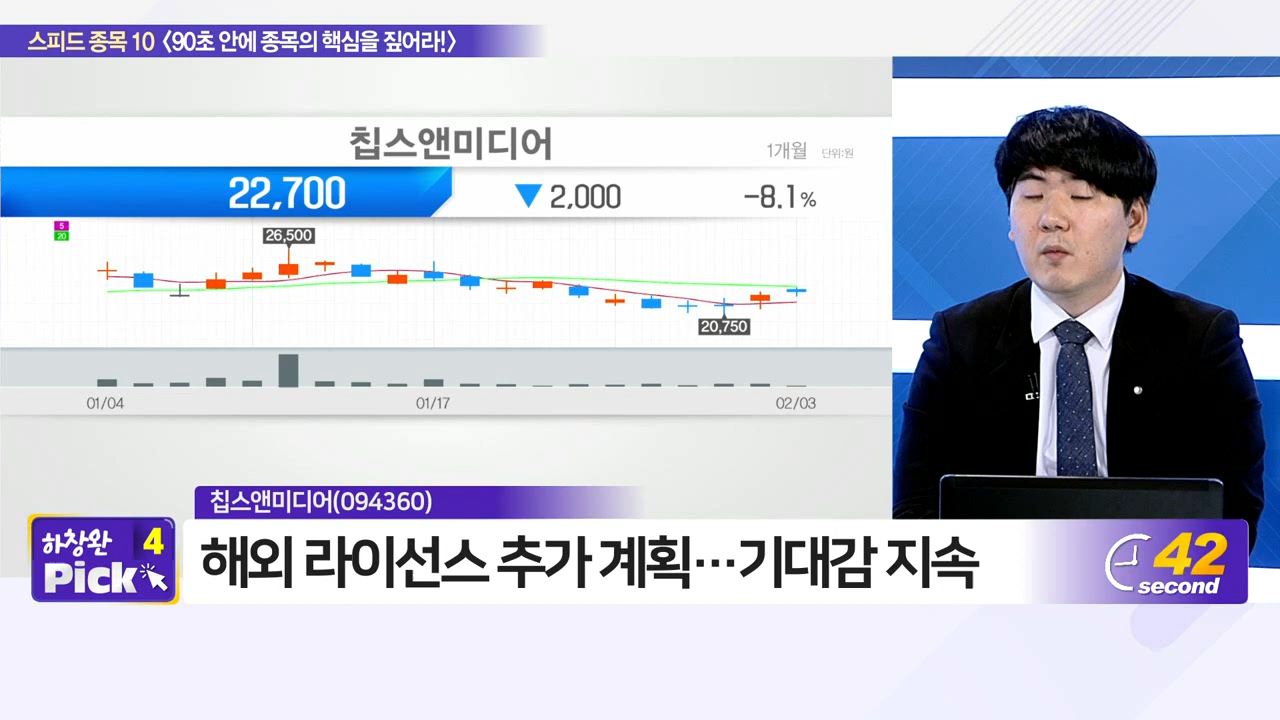 스피드 종목 10 <90초 안에 종목의 핵심을 짚어라!>
칩스앤미디어
1개월 단위:원
22,700 ▼ 2,000 -8.1%
5
20
26,500
20,750
01/04 01/17 02/03
칩스앤미디어(094360)
하창완 4
Pick
해외 라이선스 추가 계획…기대감 지속
42
second